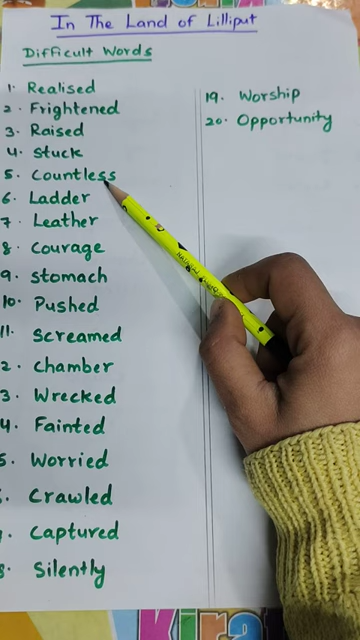 In The Land of Lilliput
Difficult Words
1. Realised
2. Frightened
3. Raised
4. Stuck
5. Countless
6. Ladder
7. Leather
8. Courage
9. Stomach
10. Pushed
11. Screamed
2. Chamber
3. Wrecked
4. Fainted
5. Worried
Crawled
Captured
Silently
19. Worship
20. Opportunity